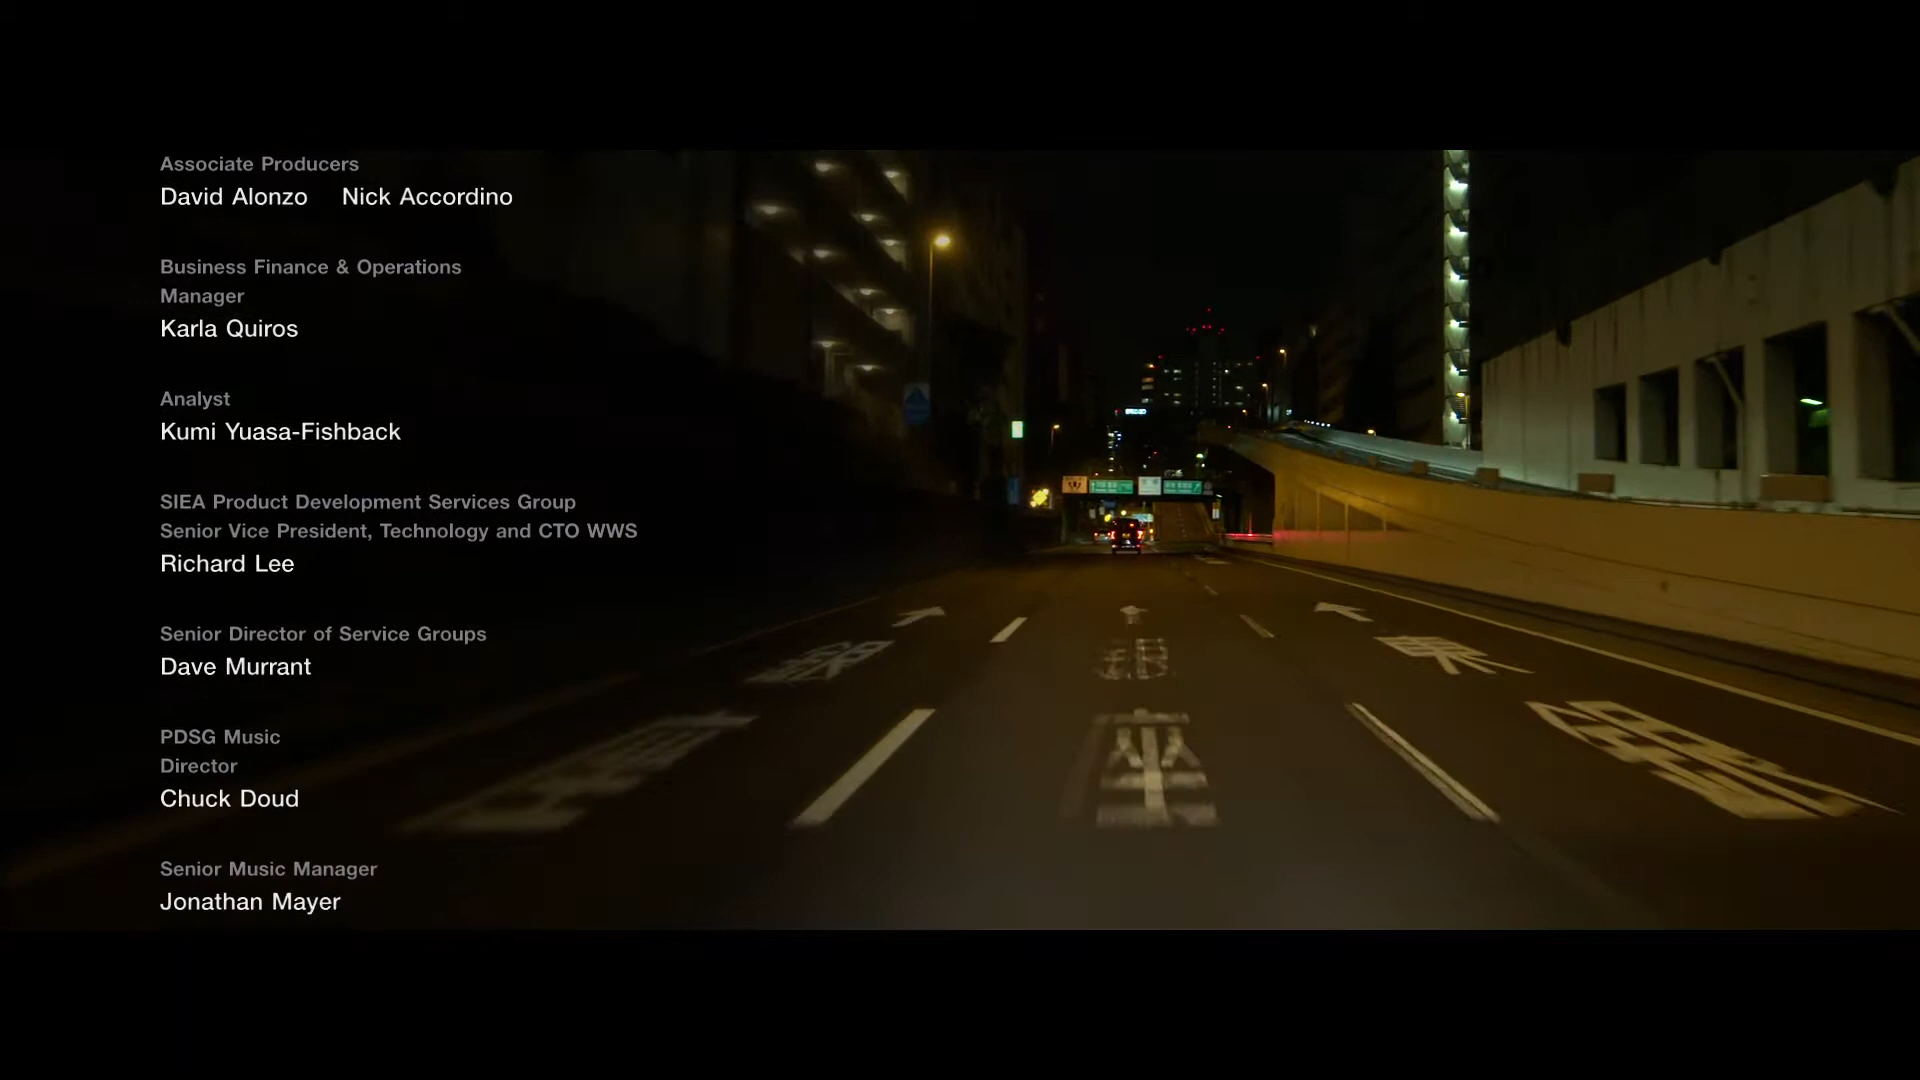 Associate Producers
David Alonzo Nick Accordino
Business Finance & Operations
Manager
Karla Quiros
Analyst
Kumi Yuasa-Fishback
SIEA Product Development Services Group
Senior Vice President, Technology and CTO WWS
Richard Lee
Senior Director of Service Groups
Dave Murrant
PDSG Music
Director
Chuck Doud
Senior Music Manager
Jonathan Mayer